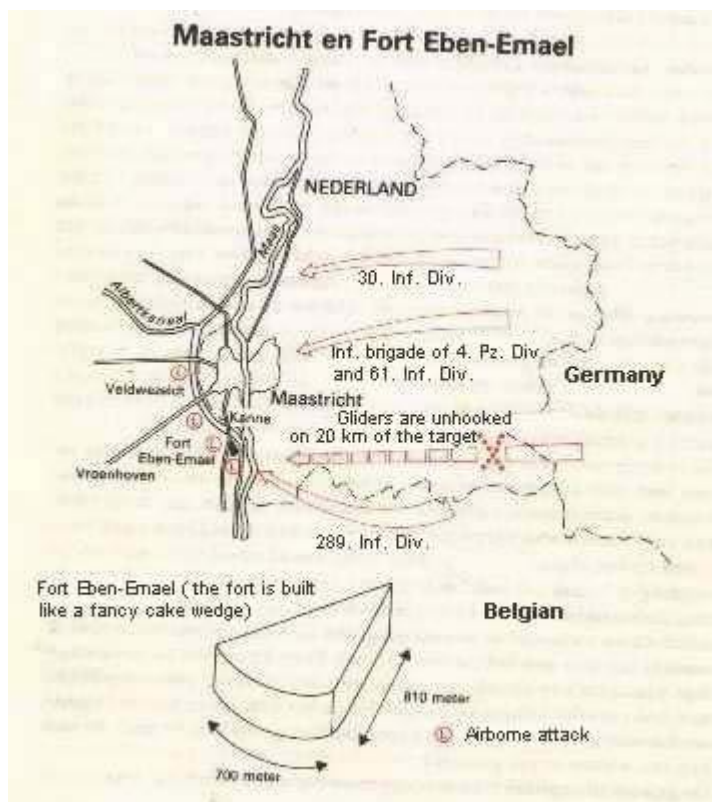 Maastricht en Fort Eben-Emael
NEDERLAND
Maas
30. Inf. Div.
Albertkanaal
Inf. brigade of 4. Pz. Div.
and 61. Inf. Div.
Germany
Veldwezeldt
Maastricht
Kanne
Gliders are unhooked
on 20 km of the target
Fort
Eben-Emael
Vroenhoven
289. Inf. Div.
Fort Eben-Emael ( the fort is built
like a fancy cake wedge)
Belgian
810 meter
700 meter
L Airborne attack